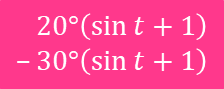 20°(sin t + 1)
– 30°(sin t + 1)